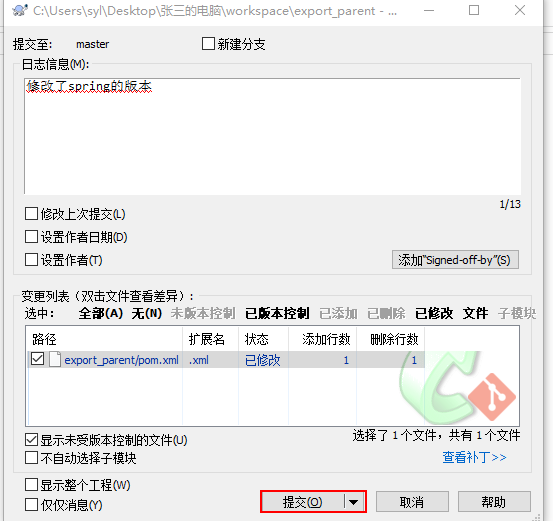 C:\Users\syl\Desktop\张三的电脑\workspace\export_parent - ...
提交至: master 新建分支
日志信息(M):
修改了spring的版本
1/13
修改上次提交(L)
设置作者日期(D)
设置作者(T) 添加“Signed-off-by”(S)
变更列表（双击文件查看差异）:
选中: 全部(A) 无(N) 未版本控制 已版本控制 已添加 已删除 已修改 文件 子模块
路径 扩展名 状态 添加行数 删除行数
export_parent/pom.xml .xml 已修改 1 1
显示未受版本控制的文件(U) 选择了 1 个文件，共有 1 个文件
不自动选择子模块 查看补丁>>
显示整个工程(W)
仅仅消息(Y) 提交(O) 取消 帮助